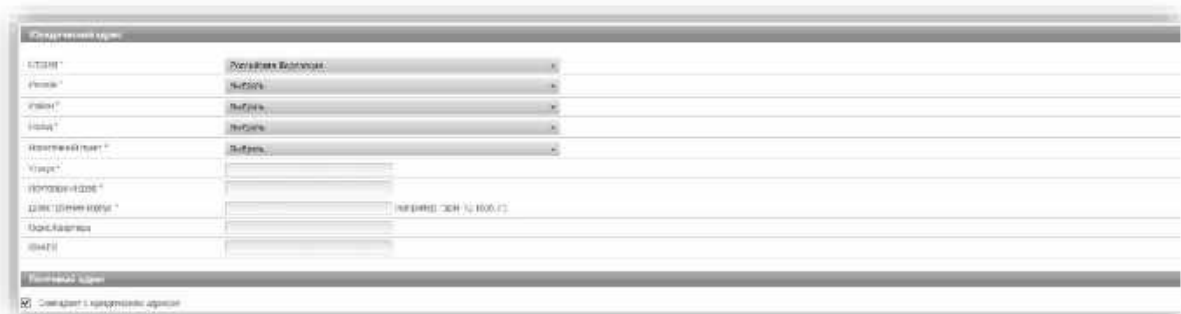 Юридический адрес
Страна *
Российская Федерация
Регион *
Выбрать
Район *
Выбрать
Город *
Выбрать
Населенный пункт *
Выбрать
Улица *
Почтовый индекс *
Дом, строение, корпус *
Офис/квартира
Почтовый адрес
Совпадает с юридическим адресом